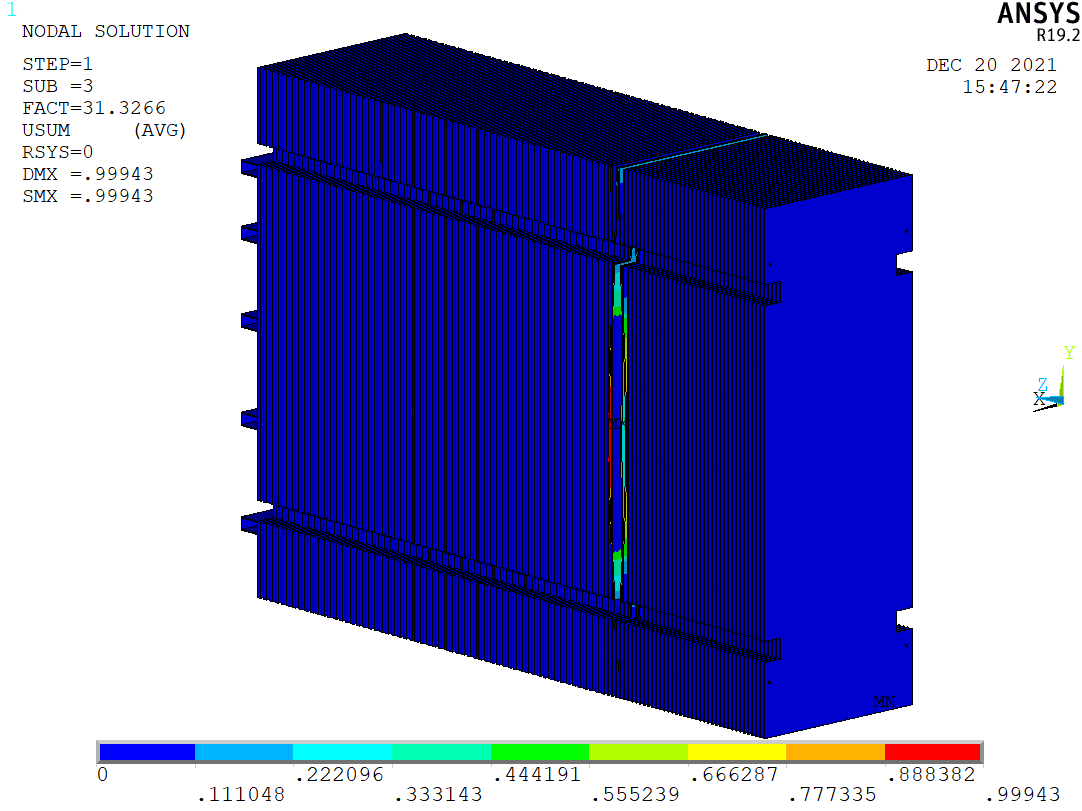 1
NODAL SOLUTION
STEP=1
SUB =3
FACT=31.3266
USUM (AVG)
RSYS=0
DMX =.99943
SMX =.99943
ANSYS
R19.2
DEC 20 2021
15:47:22
Y
Z
X
MN
0 .222096 .444191 .666287 .888382
.111048 .333143 .555239 .777335 .99943